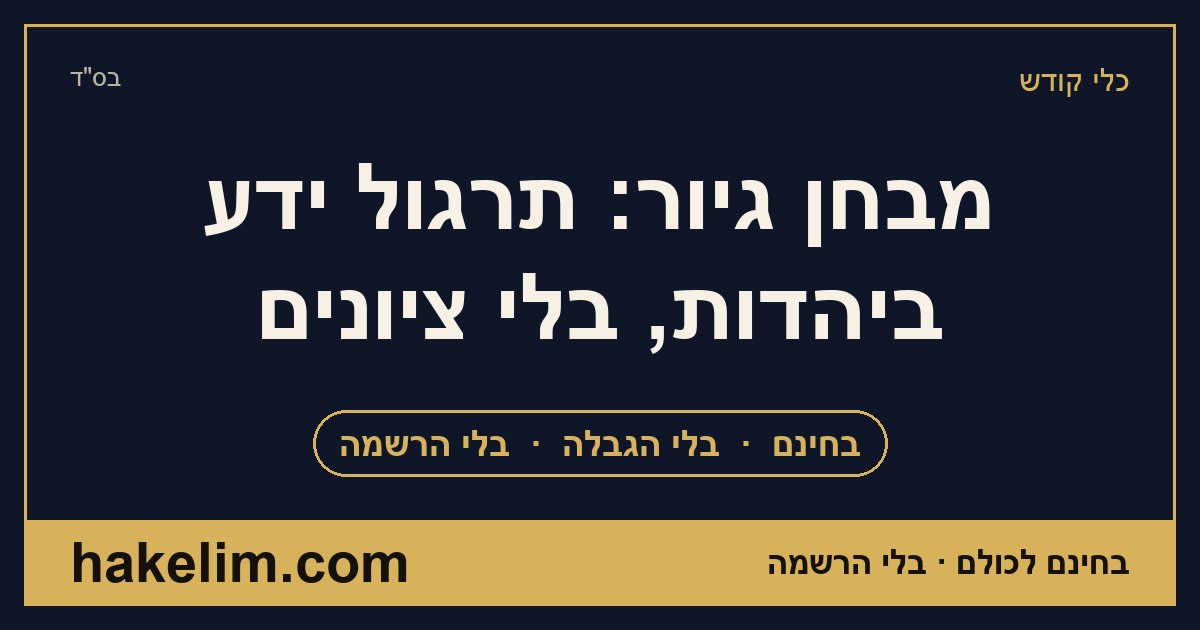 כלי קודש
בס"ד
מבחן גיור: תרגול ידע
ביהדות, בלי ציונים
בחינם · בלי הגבלה · בלי הרשמה
בחינם לכולם · בלי הרשמה
hakelim.com